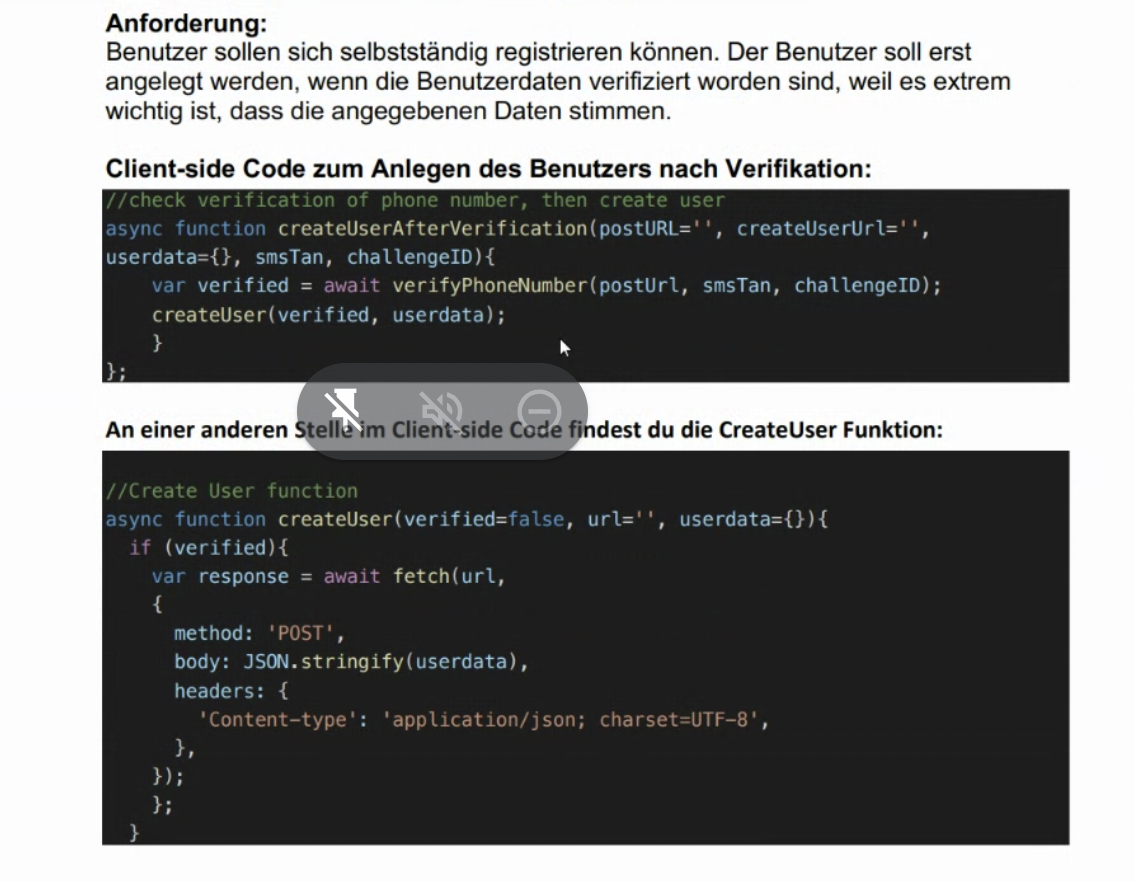 Anforderung:
Benutzer sollen sich selbstständig registrieren können. Der Benutzer soll erst
angelegt werden, wenn die Benutzerdaten verifiziert worden sind, weil es extrem
wichtig ist, dass die angegebenen Daten stimmen.
Client-side Code zum Anlegen des Benutzers nach Verifikation:
//check verification of phone number, then create user
async function createUserAfterVerification(postURL='', createUserUrl='',
userdata={}, smsTan, challengeID){
    var verified = await verifyPhoneNumber(postUrl, smsTan, challengeID);
    createUser(verified, userdata);
    }
};
An einer anderen Stelle im Client-side Code findest du die CreateUser Funktion:
//Create User function
async function createUser(verified=false, url='', userdata={}){
  if (verified){
    var response = await fetch(url,
    {
      method: 'POST',
      body: JSON.stringify(userdata),
      headers: {
        'Content-type': 'application/json; charset=UTF-8',
      },
    });
    };
  }